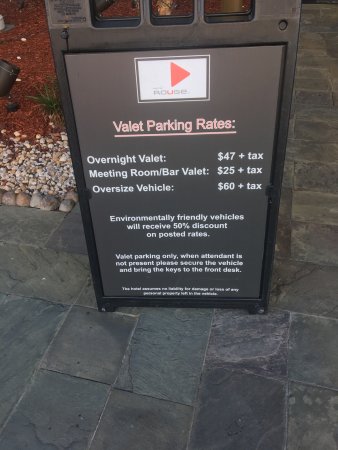 ROUGE.
Valet Parking Rates:
Overnight Valet: $47 + tax
Meeting Room/Bar Valet: $25 + tax
Oversize Vehicle: $60 + tax
Environmentally friendly vehicles
will receive 50% discount
on posted rates.
Valet parking only, when attendant is
not present please secure the vehicle
and bring the keys to the front desk.
The hotel assumes no liability for damage or loss of any
personal property left in the vehicle.